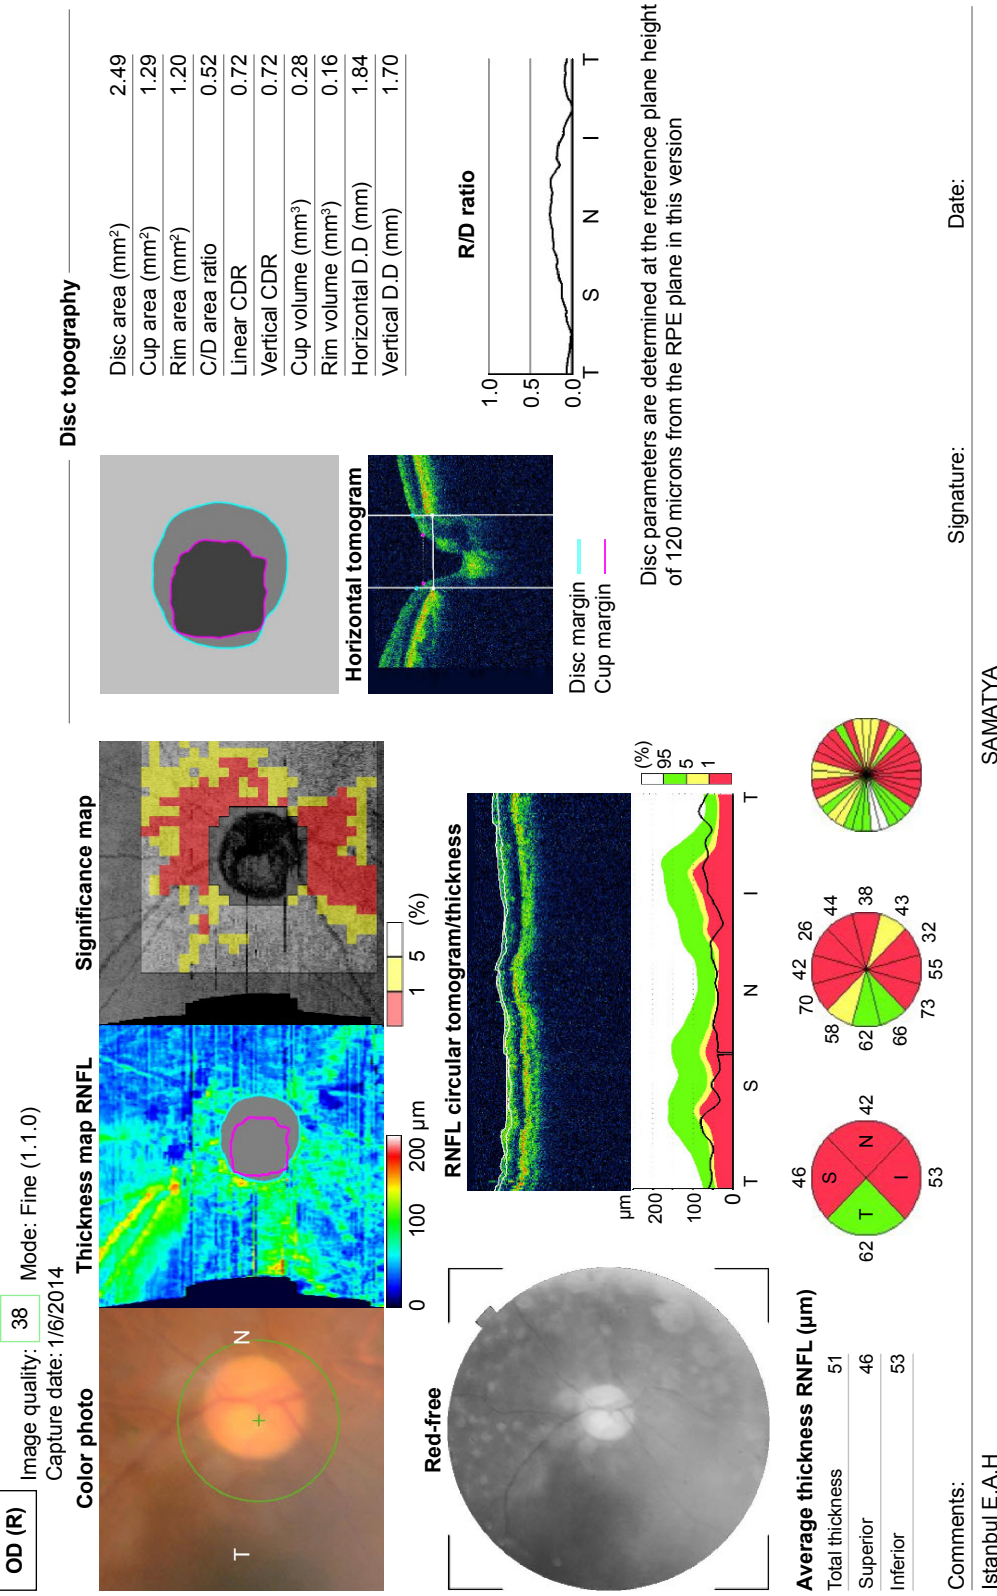 OD (R)
Image quality: 38 Mode: Fine (1.1.0)
Capture date: 1/6/2014
Color photo
T
N
Thickness map RNFL
0 100 200 µm
Significance map
1 5 (%)
Disc topography
Disc area (mm²) 2.49
Cup area (mm²) 1.29
Rim area (mm²) 1.20
C/D area ratio 0.52
Linear CDR 0.72
Vertical CDR 0.72
Cup volume (mm³) 0.28
Rim volume (mm³) 0.16
Horizontal D.D (mm) 1.84
Vertical D.D (mm) 1.70
Horizontal tomogram
Disc margin
Cup margin
R/D ratio
1.0
0.5
0.0
T S N I T
Disc parameters are determined at the reference plane height
of 120 microns from the RPE plane in this version
Red-free
RNFL circular tomogram/thickness
µm
200
100
0
T S N I T
(%)
95
5
1
Average thickness RNFL (µm)
Total thickness 51
Superior 46
Inferior 53
46
S
62 T N 42
I
53
42
70 26
58 44
62 38
66 43
73 32
55
Comments:
Signature:
Date:
Istanbul E.A.H
SAMATYA